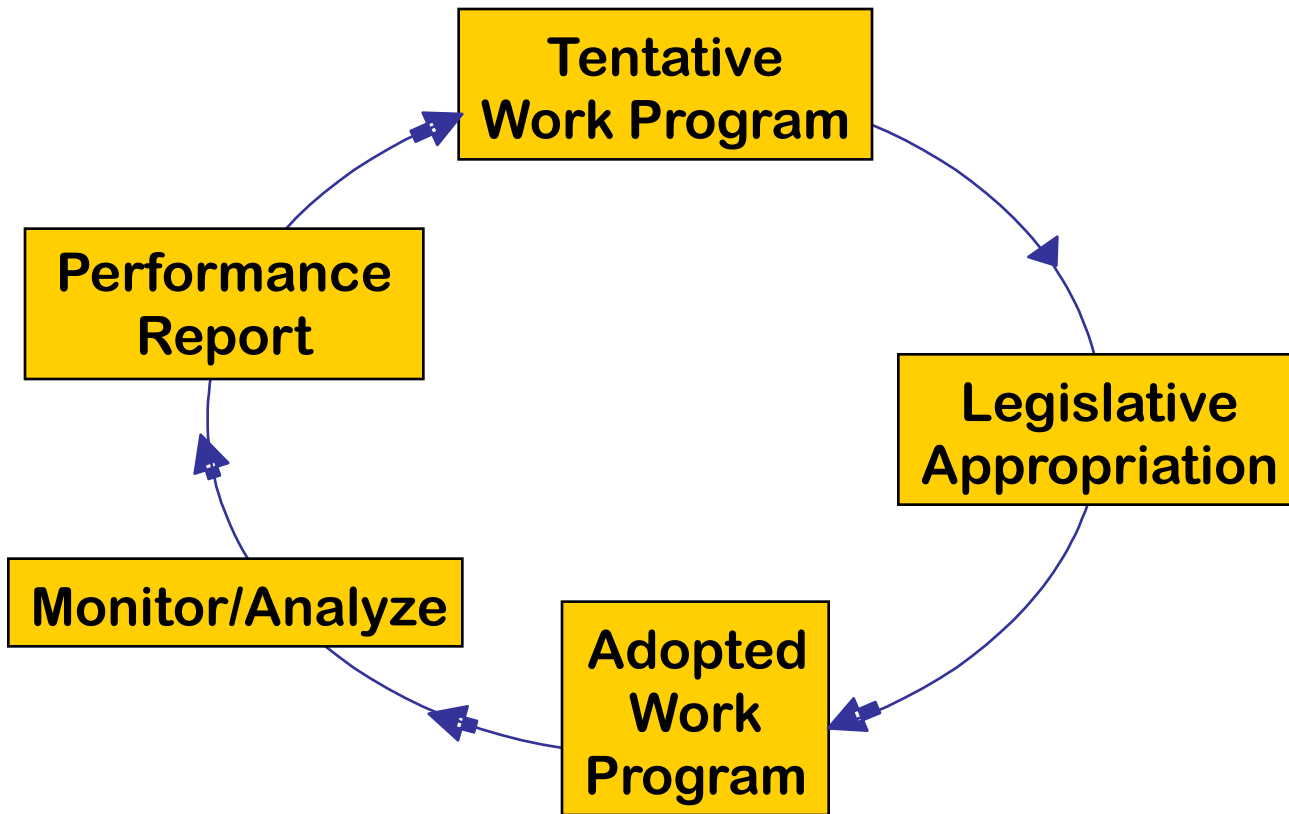 Tentative
Work Program
Performance
Report
Legislative
Appropriation
Monitor/Analyze
Adopted
Work
Program